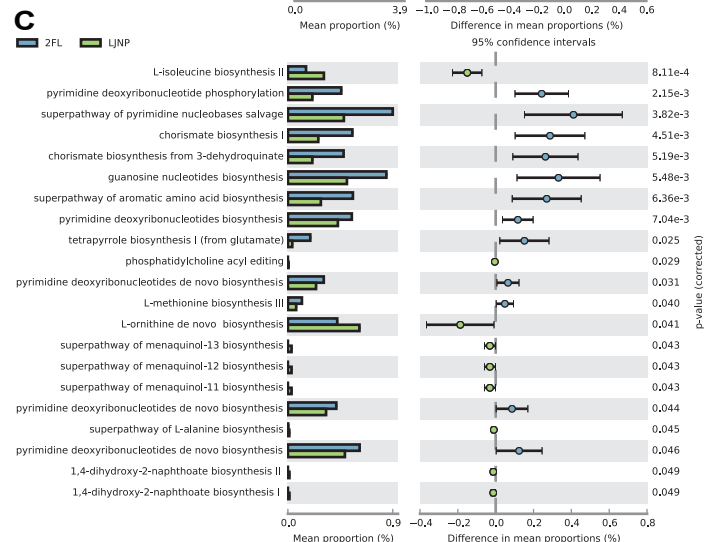 0.0 3.9 −1.0 −0.8 −0.6 −0.4 −0.2 0.0 0.2 0.4 0.6
Mean proportion (%) Difference in mean proportions (%)
C
2FL LJNP 95% confidence intervals
L-isoleucine biosynthesis II 8.11e-4
pyrimidine deoxyribonucleotide phosphorylation 2.15e-3
superpathway of pyrimidine nucleobases salvage 3.82e-3
chorismate biosynthesis I 4.51e-3
chorismate biosynthesis from 3-dehydroquinate 5.19e-3
guanosine nucleotides biosynthesis 5.48e-3
superpathway of aromatic amino acid biosynthesis 6.36e-3
pyrimidine deoxyribonucleotides biosynthesis 7.04e-3
tetrapyrrole biosynthesis I (from glutamate) 0.025
phosphatidylcholine acyl editing 0.029
pyrimidine deoxyribonucleotides de novo biosynthesis 0.031
L-methionine biosynthesis III 0.040
L-ornithine de novo biosynthesis 0.041
superpathway of menaquinol-13 biosynthesis 0.043
superpathway of menaquinol-12 biosynthesis 0.043
superpathway of menaquinol-11 biosynthesis 0.043
pyrimidine deoxyribonucleotides de novo biosynthesis 0.044
superpathway of L-alanine biosynthesis 0.045
pyrimidine deoxyribonucleotides de novo biosynthesis 0.046
1,4-dihydroxy-2-naphthoate biosynthesis II 0.049
1,4-dihydroxy-2-naphthoate biosynthesis I 0.049
p-value (corrected)
0.0 0.9 −0.4 −0.2 0.0 0.2 0.4 0.6 0.8
Mean proportion (%) Difference in mean proportions (%)